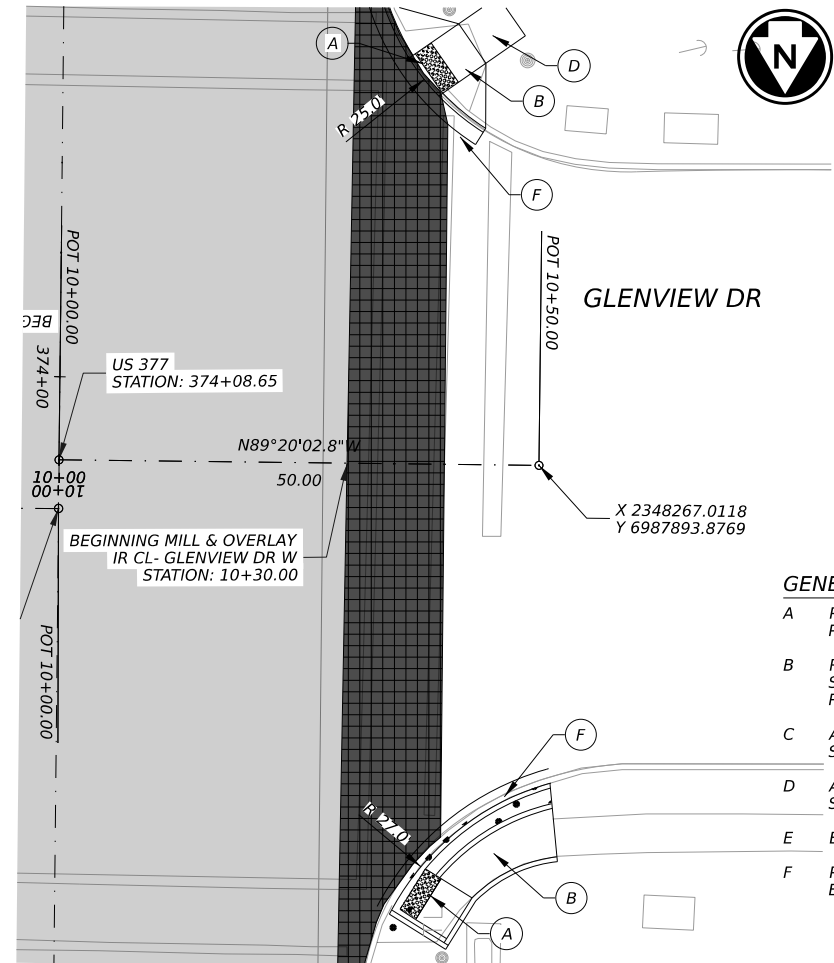 A
D
B
R 25.0'
F
N
POT 10+00.00
POT 10+50.00
GLENVIEW DR
BEG
374+00
US 377
STATION: 374+08.65
N89°20'02.8"W
50.00
10+00
10+00
X 2348267.0118
Y 6987893.8769
BEGINNING MILL & OVERLAY
IR CL- GLENVIEW DR W
STATION: 10+30.00
POT 10+00.00
GENE
A
B
C
D
E
F
F
R 27.0'
B
A